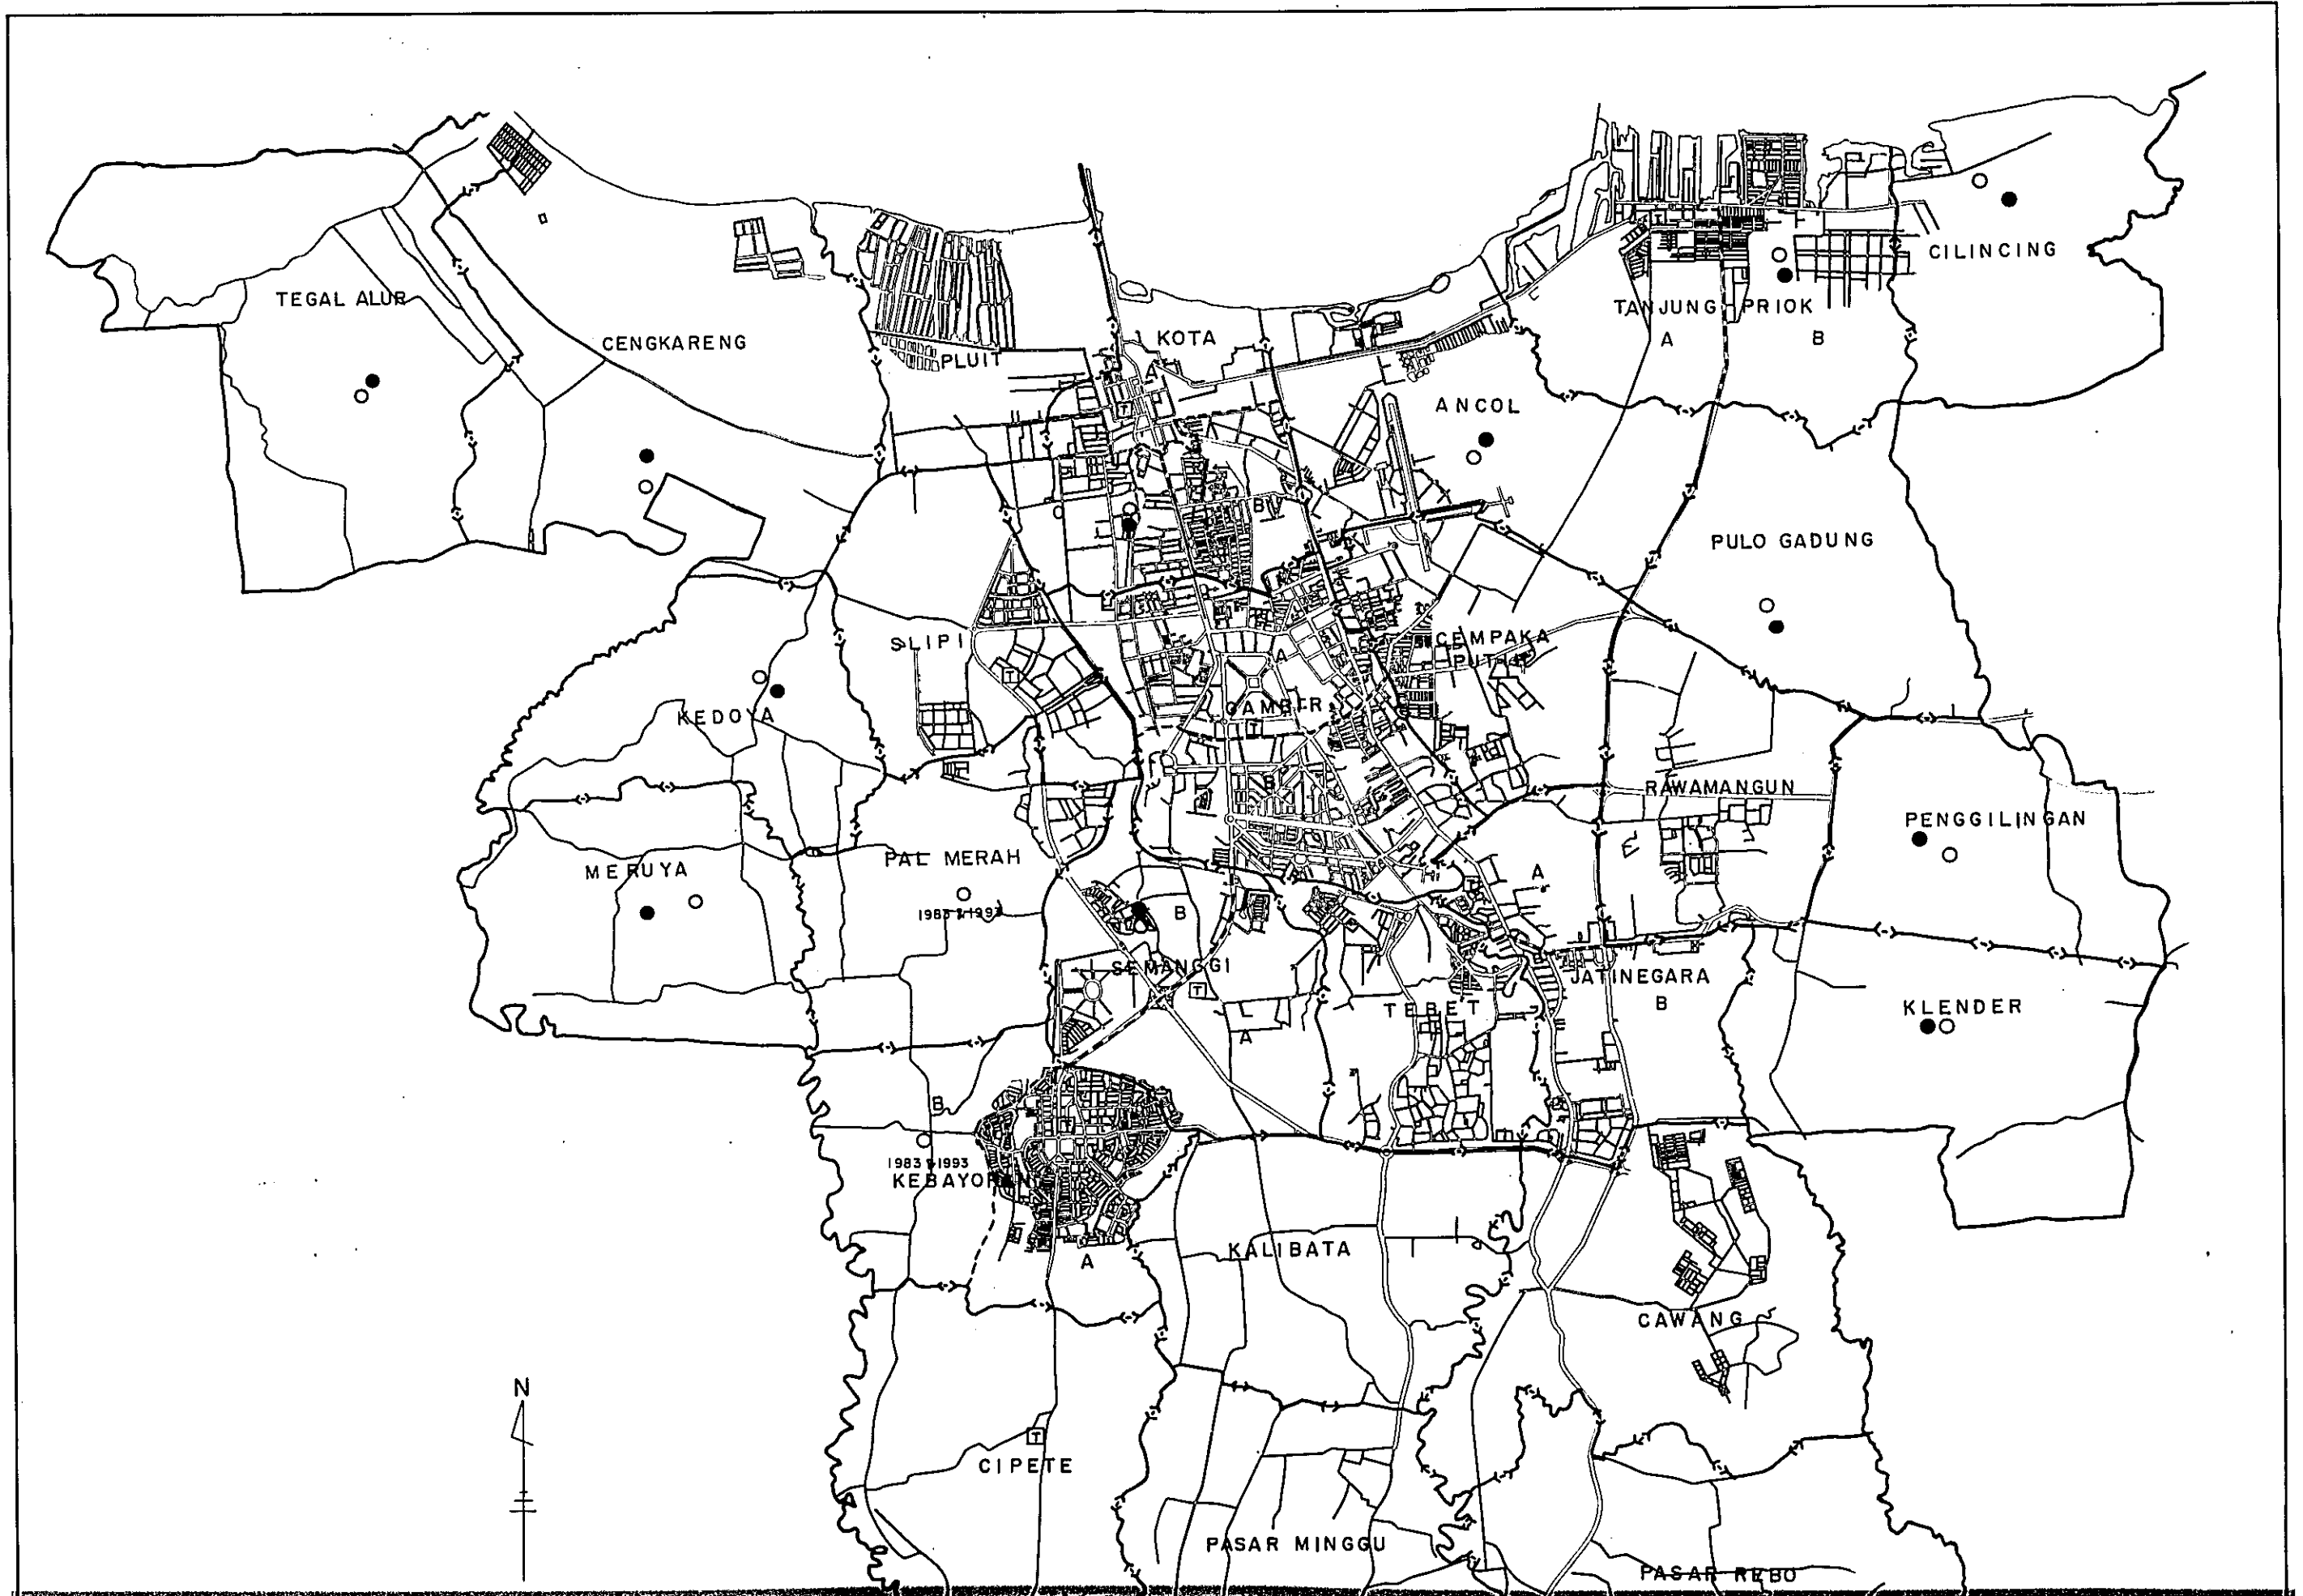 CILINCING
TEGAL ALUR
TANJUNG PRIOK
A
B
CENGKARENG
KOTA
PLUIT
A
T
T
ANCOL
B
C
PULO GADUNG
SLIPI
CEMPAKA
PUTIH
A
T
GAMBIR
T
KEDOYA
B
RAWAMANGUN
PENGGILINGAN
PAL MERAH
MERUYA
A
T
1983 & 1993
B
SEMANGGI
T
JATINEGARA
B
TEBET
KLENDER
A
B
T
1983 & 1993
KEBAYORAN
A
KALIBATA
CAWANG
N
T
CIPETE
PASAR MINGGU
PASAR REBO